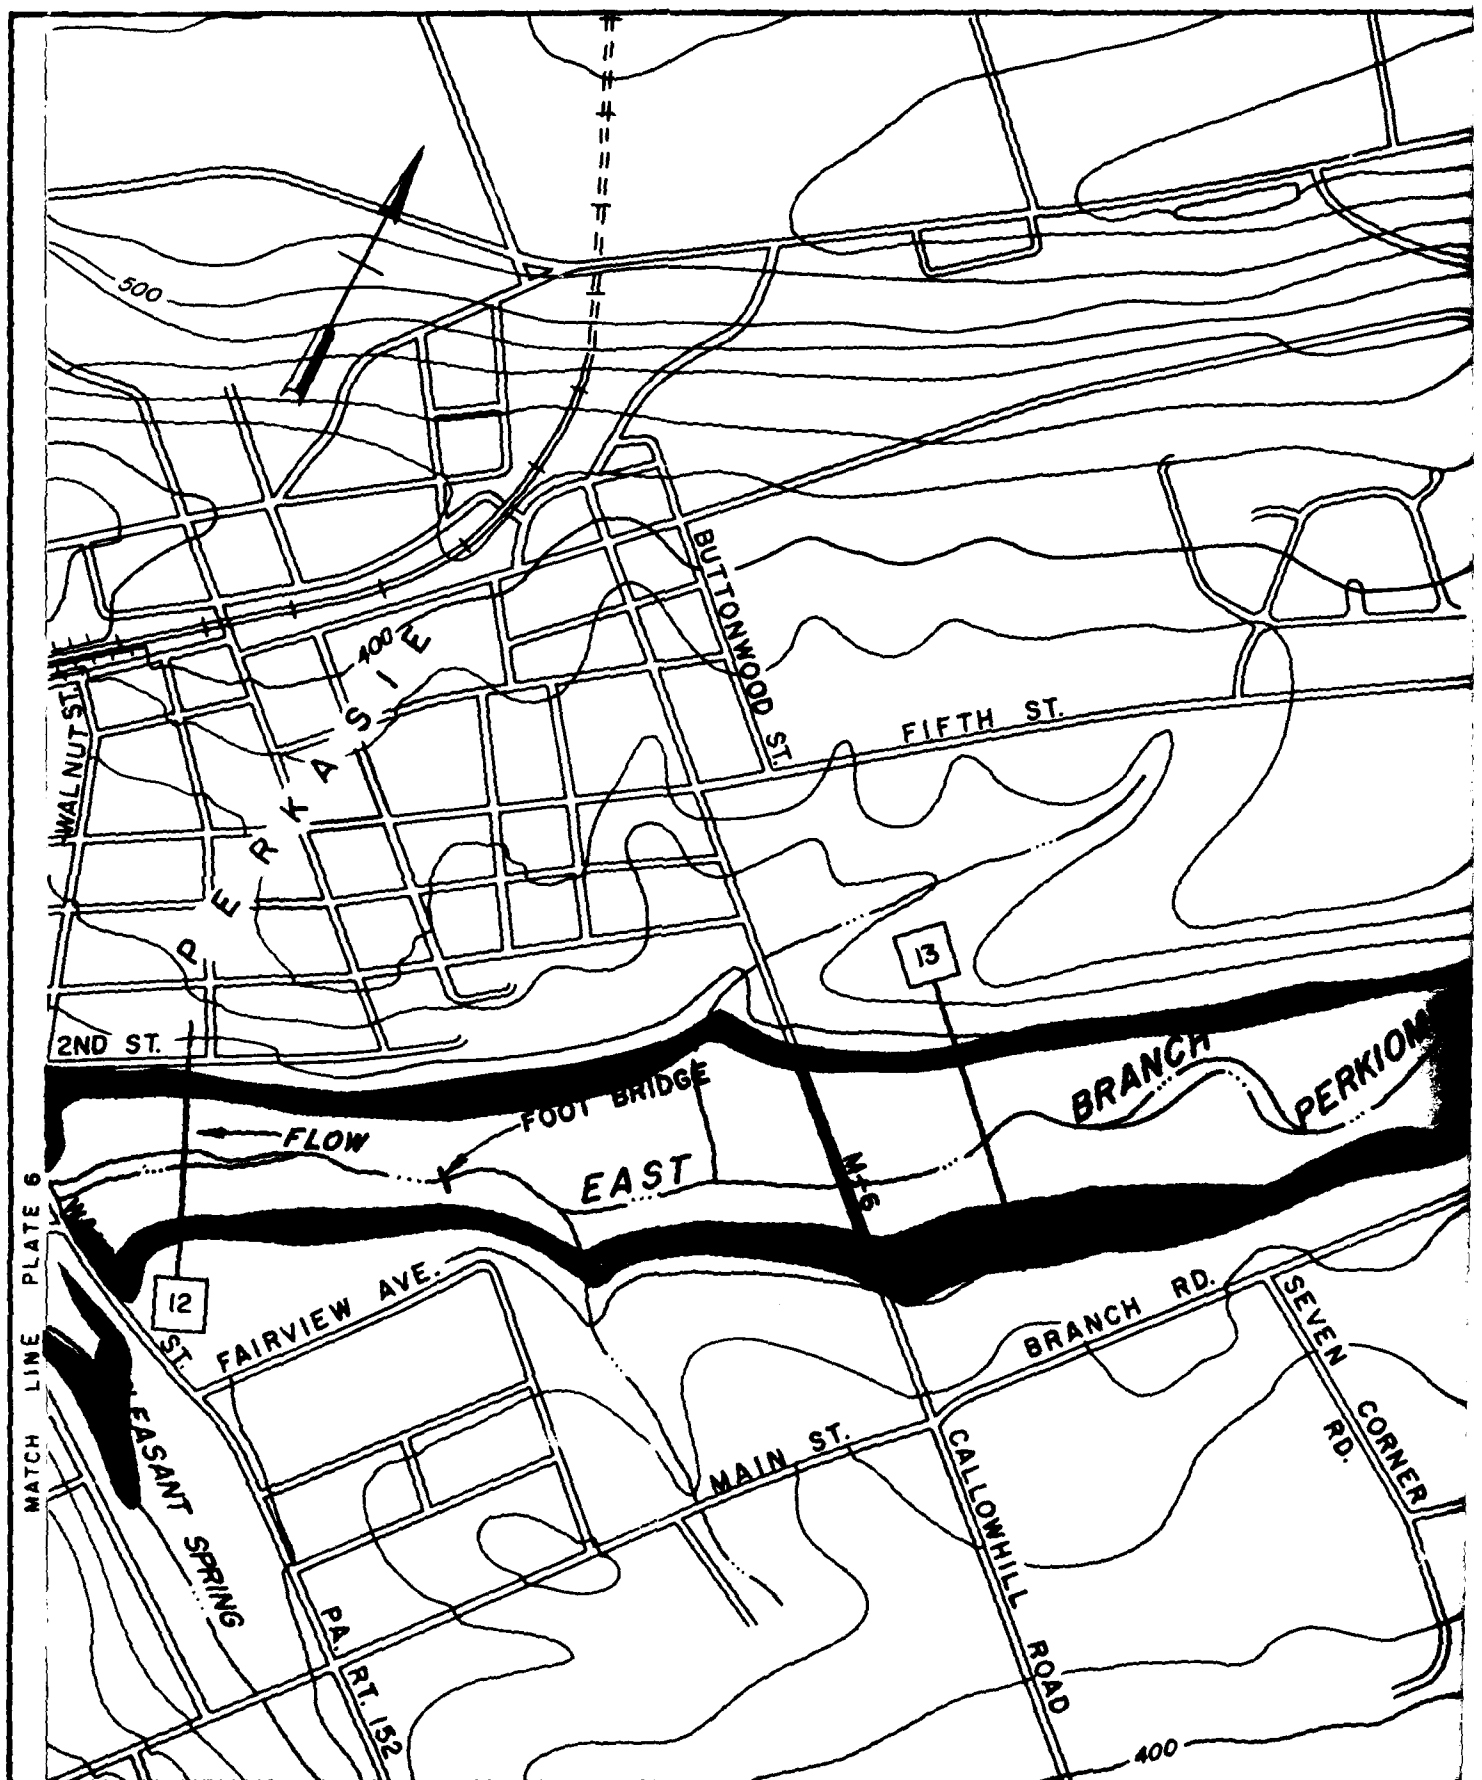 500
BUTTONWOOD ST.
400
PERKASIE
WALNUT ST.
FIFTH ST.
13
2ND ST.
FOOT BRIDGE
BRANCH
FLOW
EAST
M-6
MATCH LINE PLATE 6
ST.
12
FAIRVIEW AVE.
BRANCH RD.
SEVEN CORNER RD.
MAIN ST.
CALLOWHILL ROAD
SPRING
PA. RT. 152
400